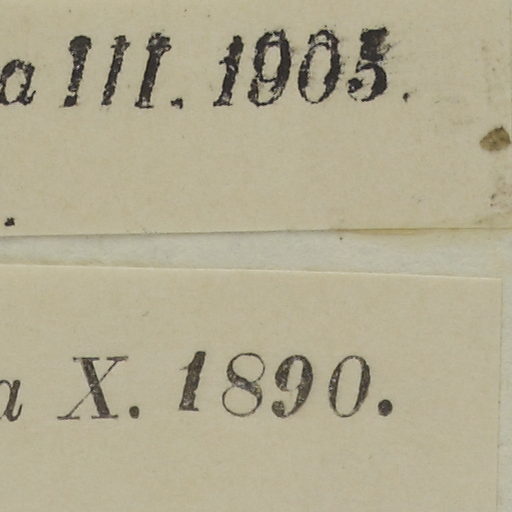 a III. 1905.
.
a X. 1890.